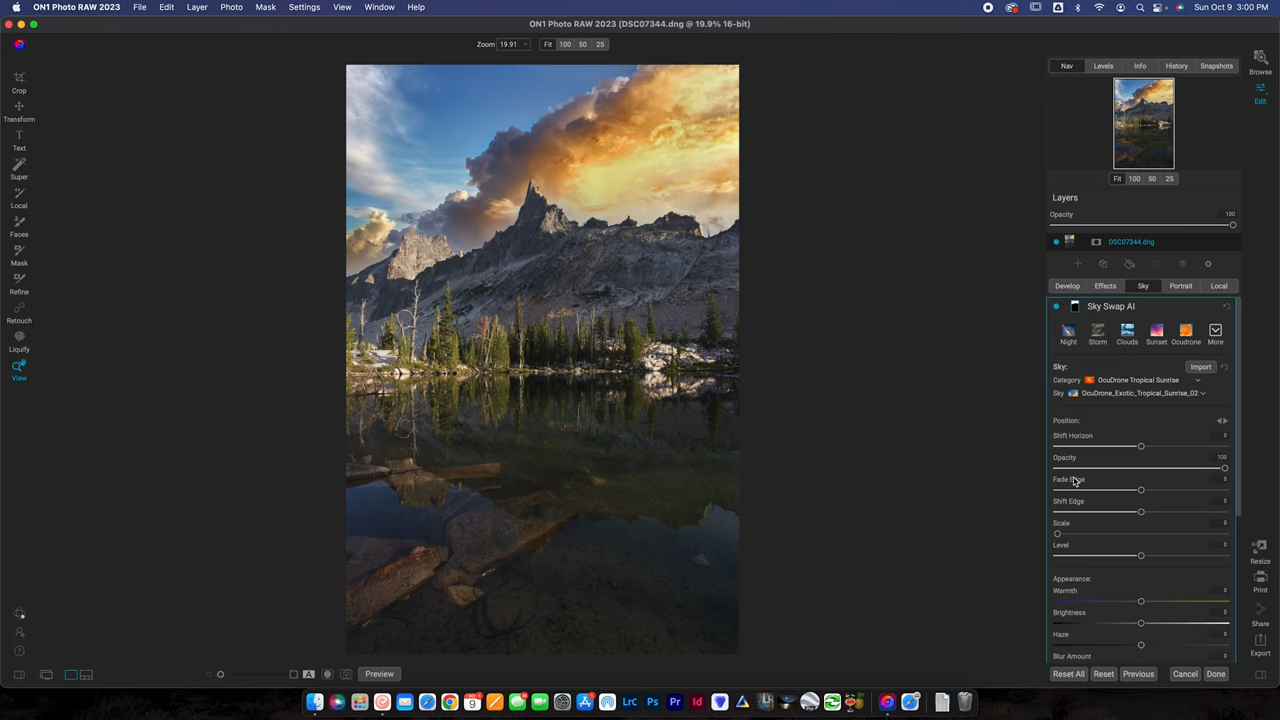 ON1 Photo RAW 2023 File Edit Layer Photo Mask Settings View Window Help Sun Oct 9 3:00 PM
ON1 Photo RAW 2023 (DSC07344.dng @ 19.9% 16-bit)
Zoom 19.91 Fit 100 50 25
Crop
Transform
Text
Super
Local
Faces
Mask
Refine
Retouch
Liquify
View
A
Preview
Nav Levels Info History Snapshots
Fit 100 50 25
Layers
Opacity 100
DSC07344.dng
Develop Effects Sky Portrait Local
Sky Swap AI
Night Storm Clouds Sunset Ocudrone More
Sky: Import
Category OcuDrone Tropical Sunrise
Sky OcuDrone_Exotic_Tropical_Sunrise_02
Position:
Shift Horizon 0
Opacity 100
Fade Edge 0
Shift Edge 0
Scale 0
Level 0
Appearance:
Warmth 0
Brightness 0
Haze 0
Blur Amount 0
Reset All Reset Previous Cancel Done
Browse
Edit
Resize
Print
Share
Export
LrC Ps Pr Id